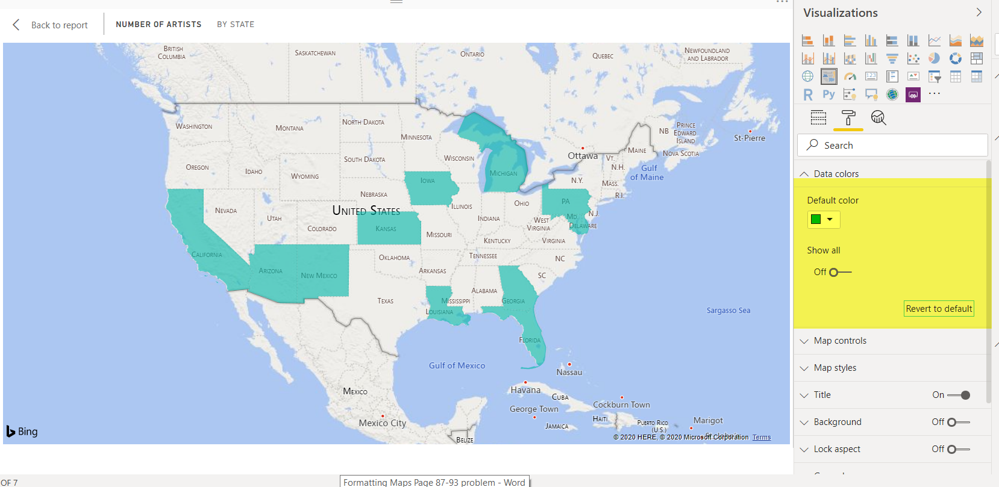 Back to report
NUMBER OF ARTISTS
BY STATE
BRITISH
COLUMBIA
SASKATCHEWAN
ONTARIO
QUEBEC
NEWFOUNDLAND
AND LABRADOR
WASHINGTON
MONTANA
NORTH DAKOTA
MINNESOTA
NB
PRINCE
EDWARD
ISLAND
St-Pierre
OREGON
IDAHO
WYOMING
SOUTH DAKOTA
WISCONSIN
MICHIGAN
Ottawa
VT.
MAINE
NOVA SCOTIA
N.H.
Gulf
of Maine
N.Y.
MASS.
R.I.
IOWA
NEBRASKA
NEVADA
UTAH
UNITED STATES
COLORADO
KANSAS
ILLINOIS
INDIANA
OHIO
PA
N.J.
MD.
DELAWARE
WEST
VIRGINIA
MISSOURI
KENTUCKY
VIRGINIA
CALIFORNIA
ARIZONA
NEW MEXICO
OKLAHOMA
ARKANSAS
TENNESSEE
NC
SC
TEXAS
MISSISSIPPI
ALABAMA
GEORGIA
LOUISIANA
FLORIDA
Sargasso Sea
Gulf of Mexico
Nassau
Havana
CUBA
MEXICO
George Town
Cockburn Town
Mexico City
JAMAICA
HAITI
PUERTO RICO
(U.S.)
Marigot
BELIZE
Bing
© 2020 HERE, © 2020 Microsoft Corporation Terms
Visualizations
123
R
Py
Search
Data colors
Default color
Show all
Off
Revert to default
Map controls
Map styles
Title
On
Background
Off
Lock aspect
Off
OF 7
Formatting Maps Page 87-93 problem - Word